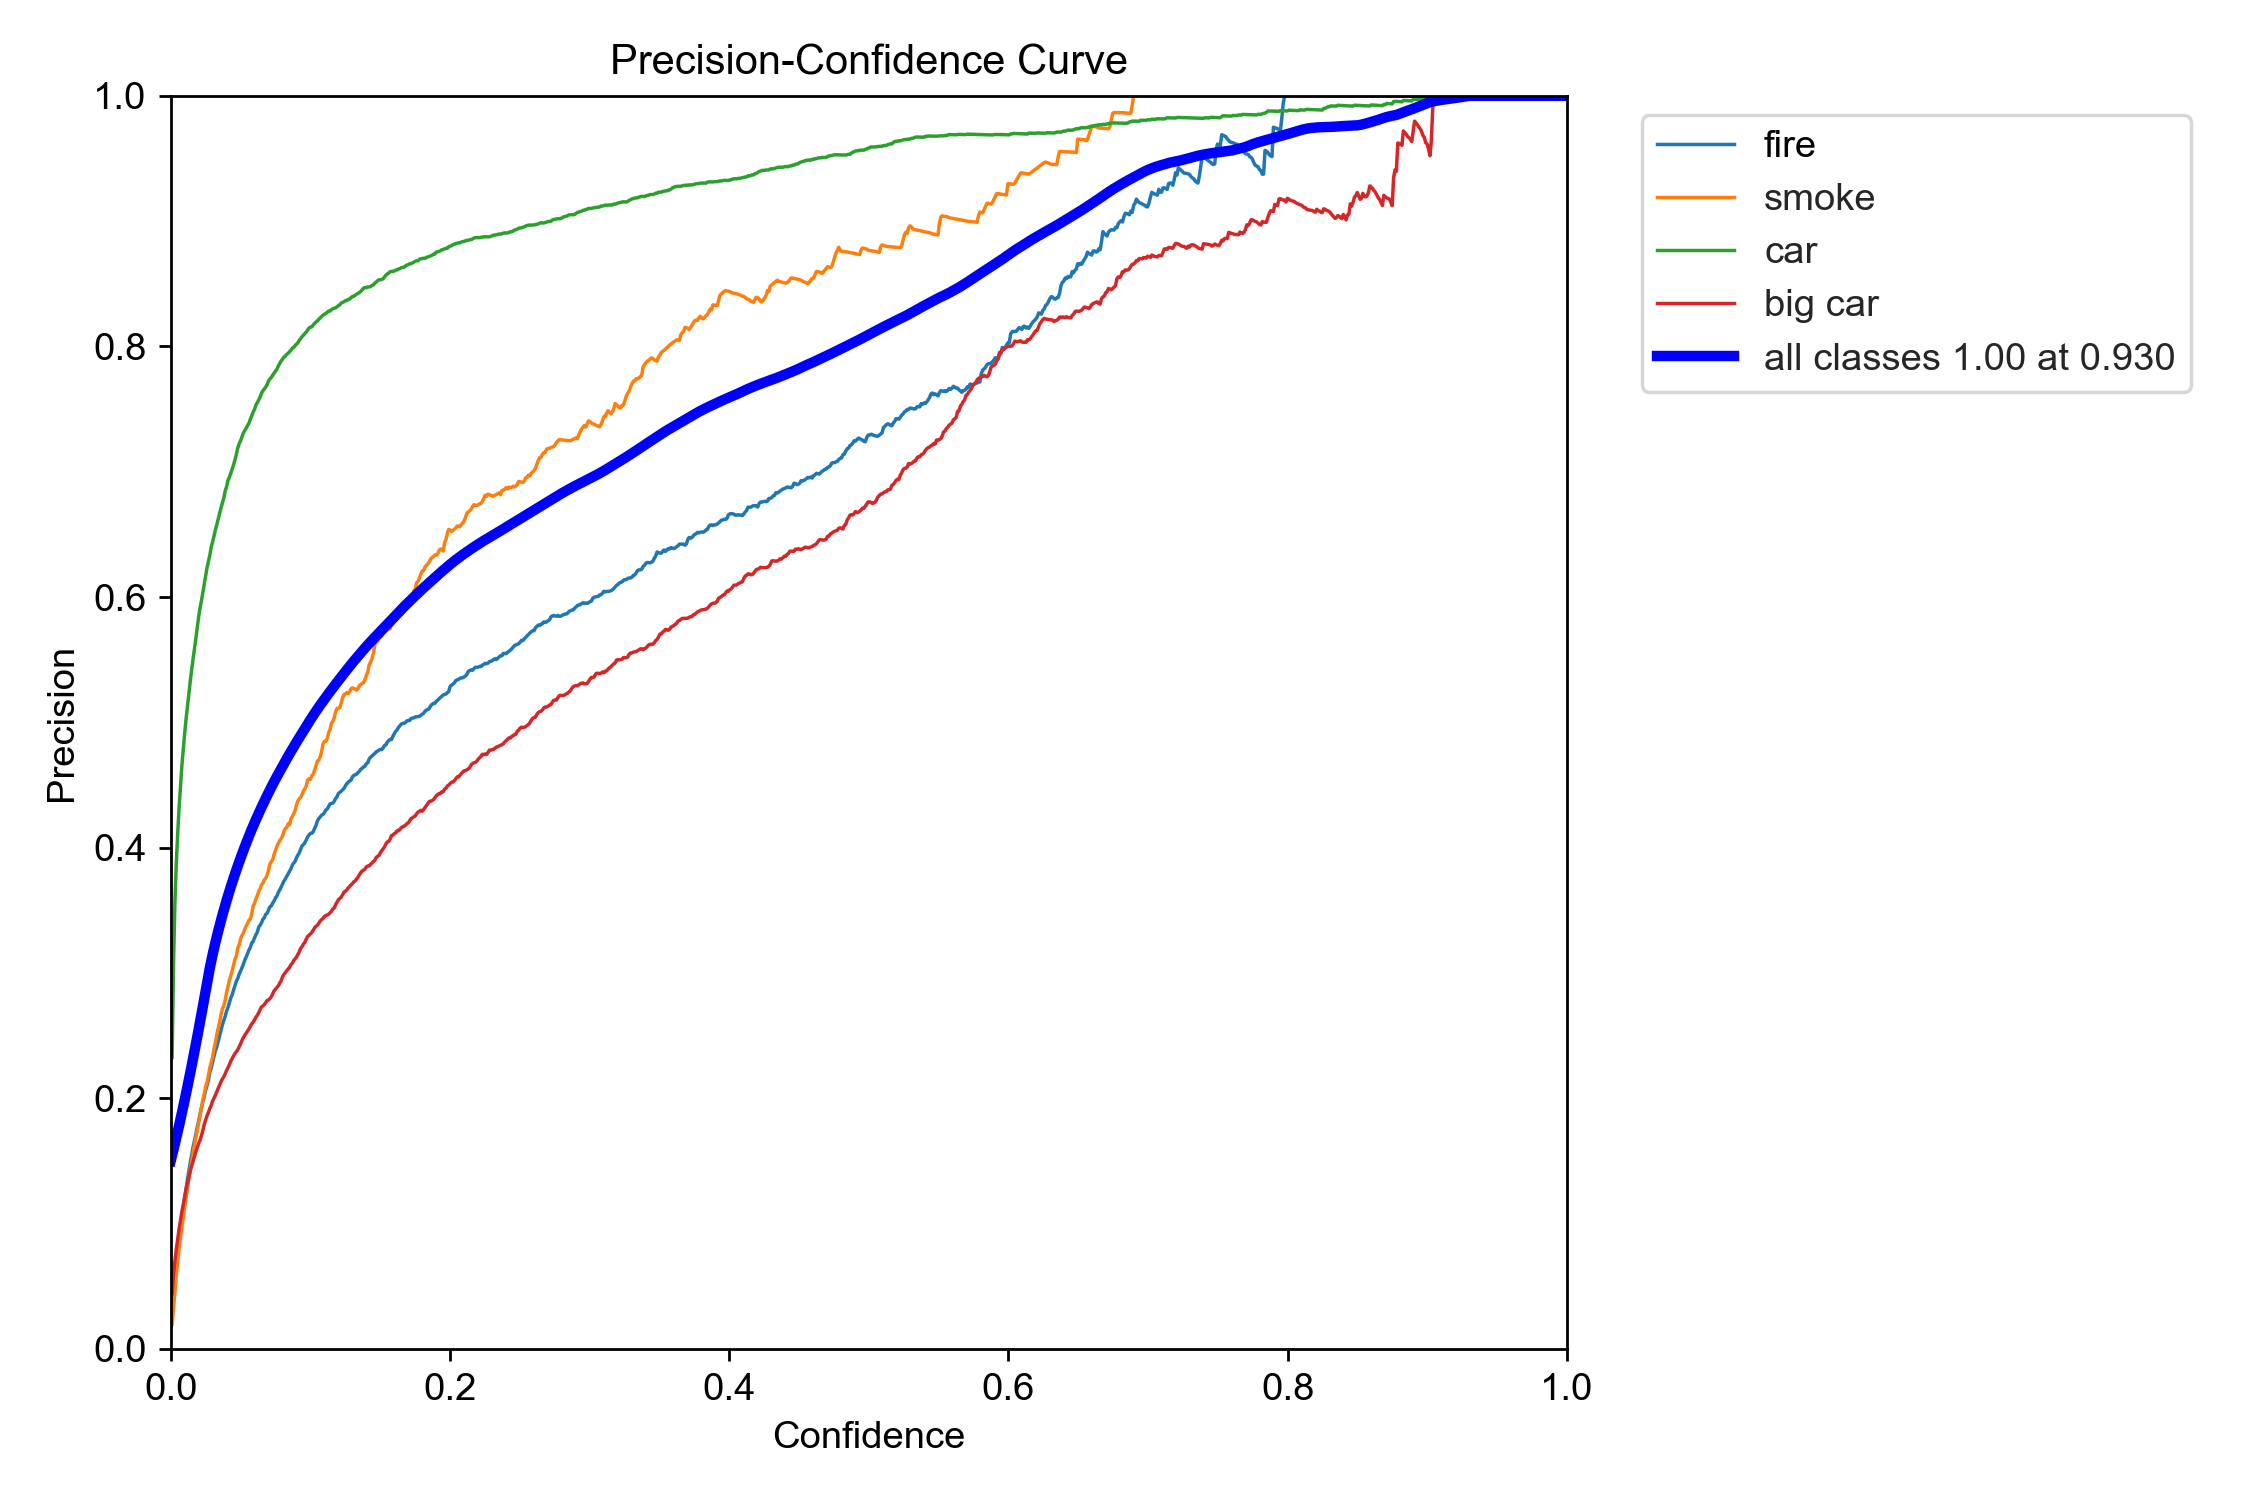 Precision-Confidence Curve
1.0
0.8
0.6
0.4
0.2
0.0
Precision
0.0 0.2 0.4 0.6 0.8 1.0
Confidence
fire
smoke
car
big car
all classes 1.00 at 0.930